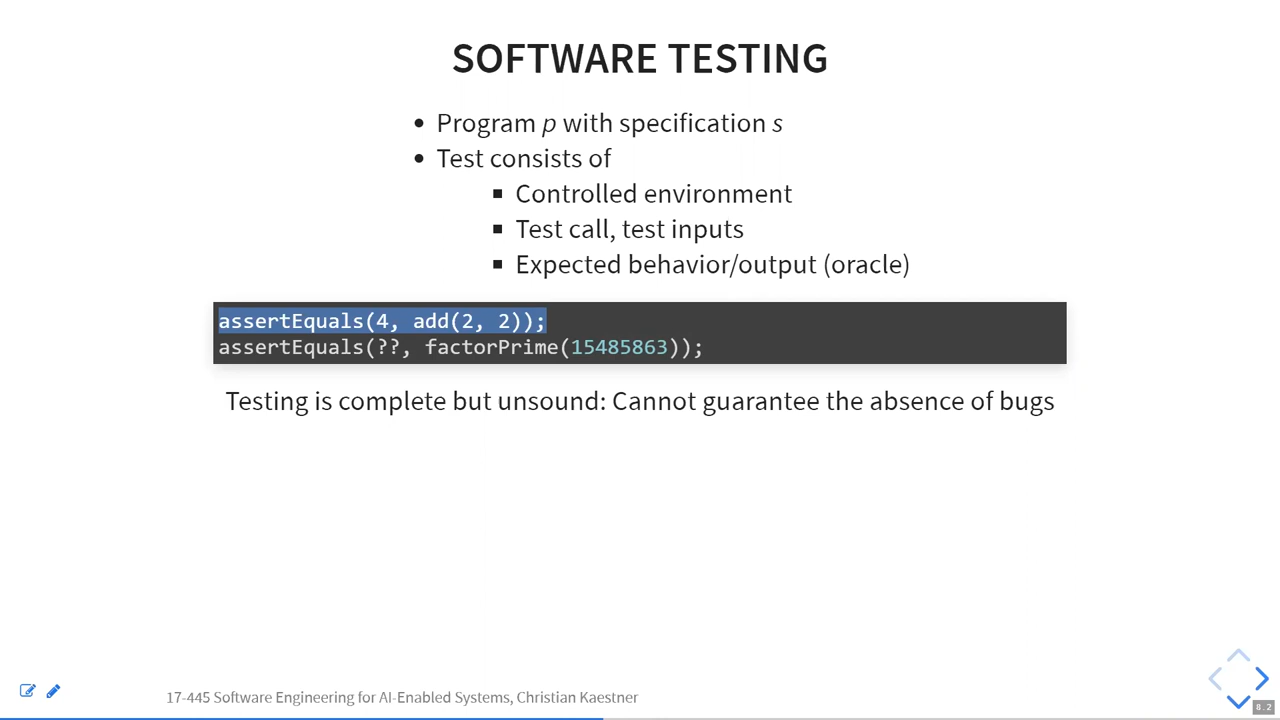 SOFTWARE TESTING
Program p with specification s
Test consists of
Controlled environment
Test call, test inputs
Expected behavior/output (oracle)
assertEquals(4, add(2, 2));
assertEquals(??, factorPrime(15485863));
Testing is complete but unsound: Cannot guarantee the absence of bugs
17-445 Software Engineering for AI-Enabled Systems, Christian Kaestner
8.2